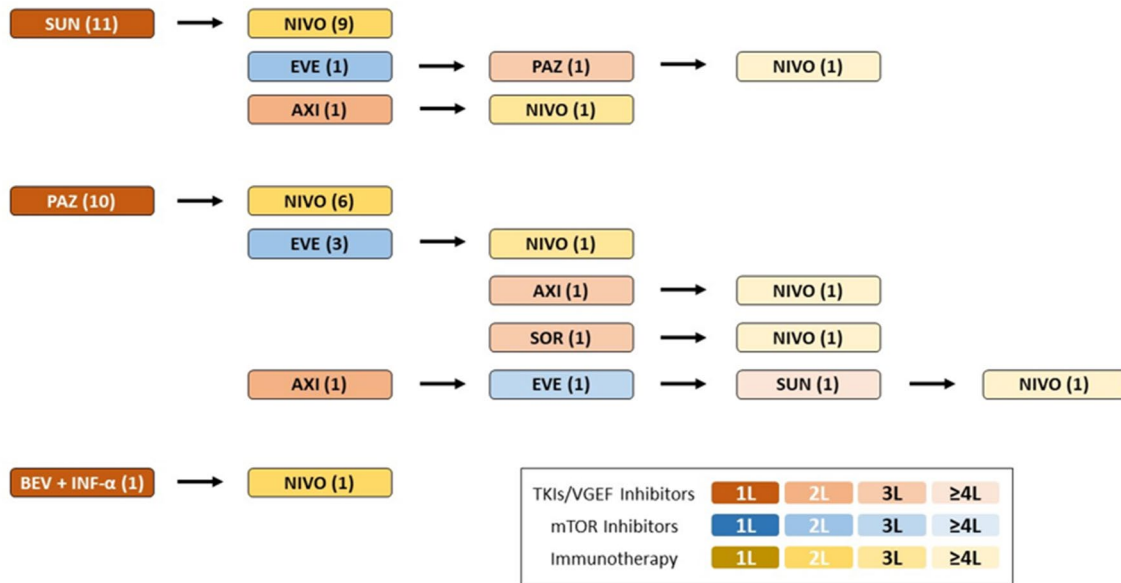 SUN (11) NIVO (9)
EVE (1) PAZ (1) NIVO (1)
AXI (1) NIVO (1)
PAZ (10) NIVO (6)
EVE (3) NIVO (1)
AXI (1) NIVO (1)
SOR (1) NIVO (1)
AXI (1) EVE (1) SUN (1) NIVO (1)
BEV + INF-α (1) NIVO (1)
TKIs/VGEF Inhibitors 1L 2L 3L ≥4L
mTOR Inhibitors 1L 2L 3L ≥4L
Immunotherapy 1L 2L 3L ≥4L